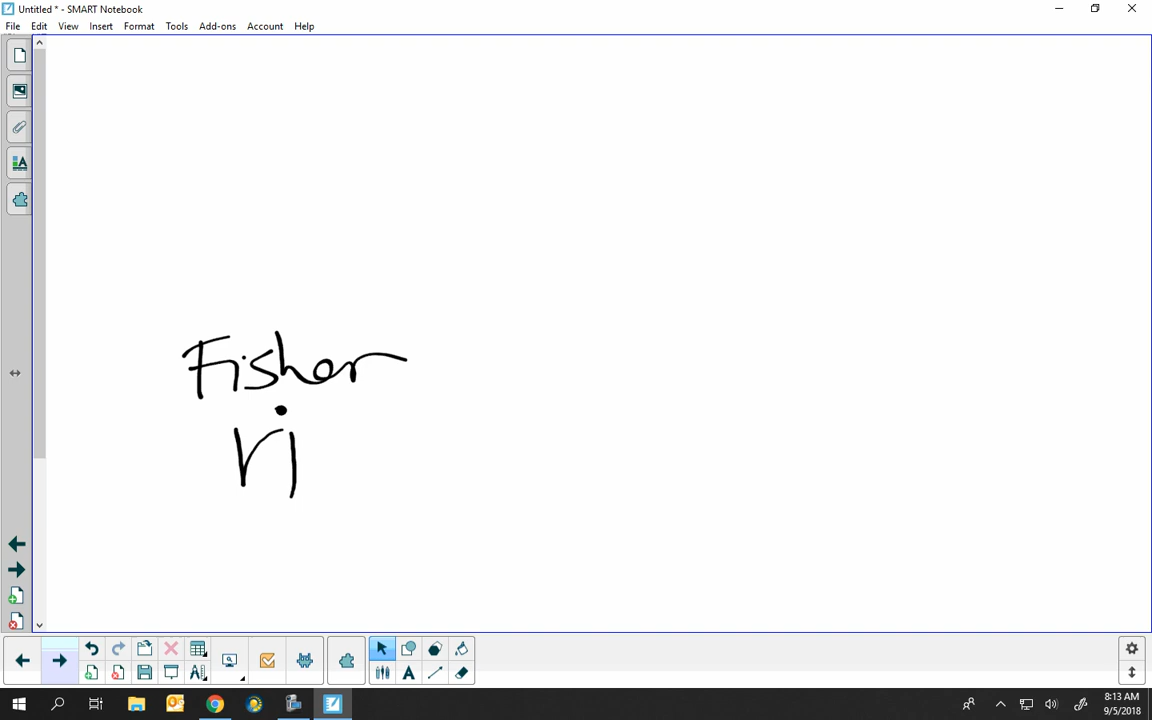 Untitled * - SMART Notebook
File Edit View Insert Format Tools Add-ons Account Help
Fisher
ri
8:13 AM
9/5/2018